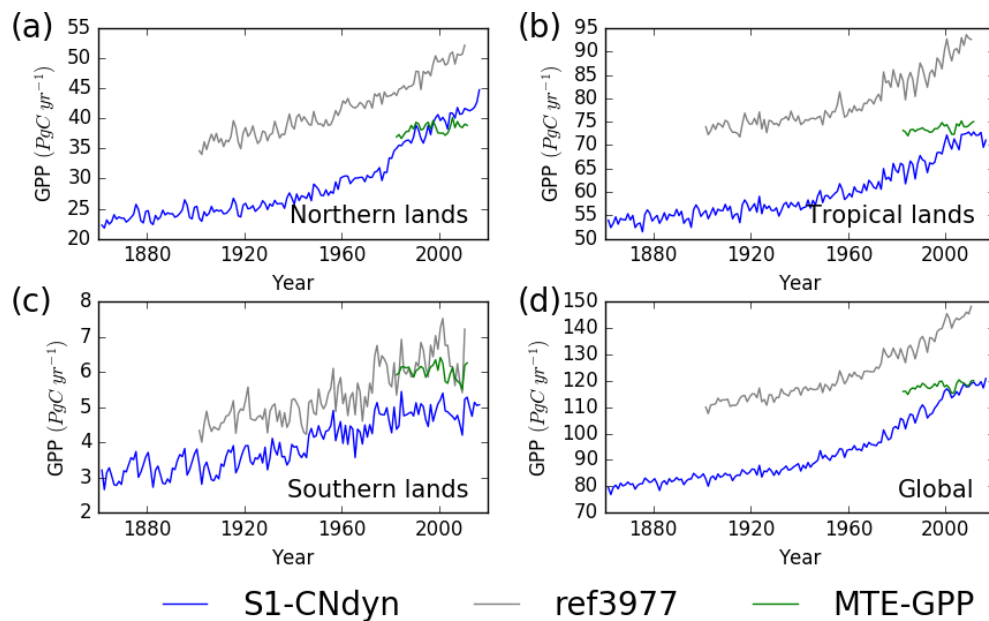 (a)
GPP (PgC yr⁻¹)
55
50
45
40
35
30
25
20
1880
1920
1960
2000
Year
Northern lands
(b)
GPP (PgC yr⁻¹)
95
90
85
80
75
70
65
60
55
50
1880
1920
1960
2000
Year
Tropical lands
(c)
GPP (PgC yr⁻¹)
8
7
6
5
4
3
2
1880
1920
1960
2000
Year
Southern lands
(d)
GPP (PgC yr⁻¹)
150
140
130
120
110
100
90
80
70
1880
1920
1960
2000
Year
Global
S1-CNdyn
ref3977
MTE-GPP